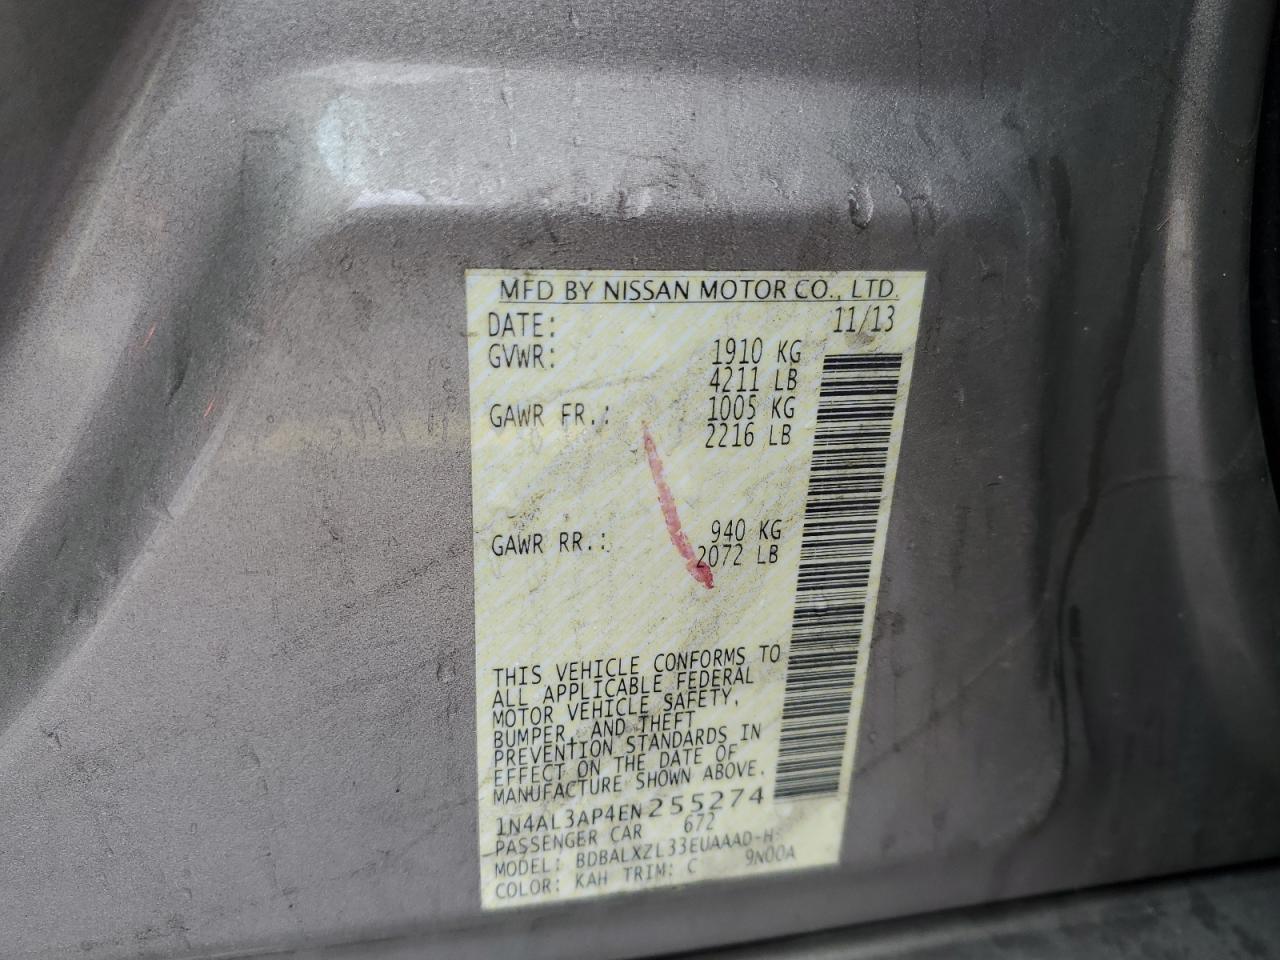 MFD BY NISSAN MOTOR CO., LTD.
DATE: 11/13
GVWR: 1910 KG
4211 LB
GAWR FR.: 1005 KG
2216 LB
GAWR RR.: 940 KG
2072 LB
THIS VEHICLE CONFORMS TO
ALL APPLICABLE FEDERAL
MOTOR VEHICLE SAFETY,
BUMPER, AND THEFT
PREVENTION STANDARDS IN
EFFECT ON THE DATE OF
MANUFACTURE SHOWN ABOVE.
1N4AL3AP4EN255274
PASSENGER CAR 672
MODEL: BDBALXZL33EUAAAD-H
COLOR: KAH TRIM: C 9N00A